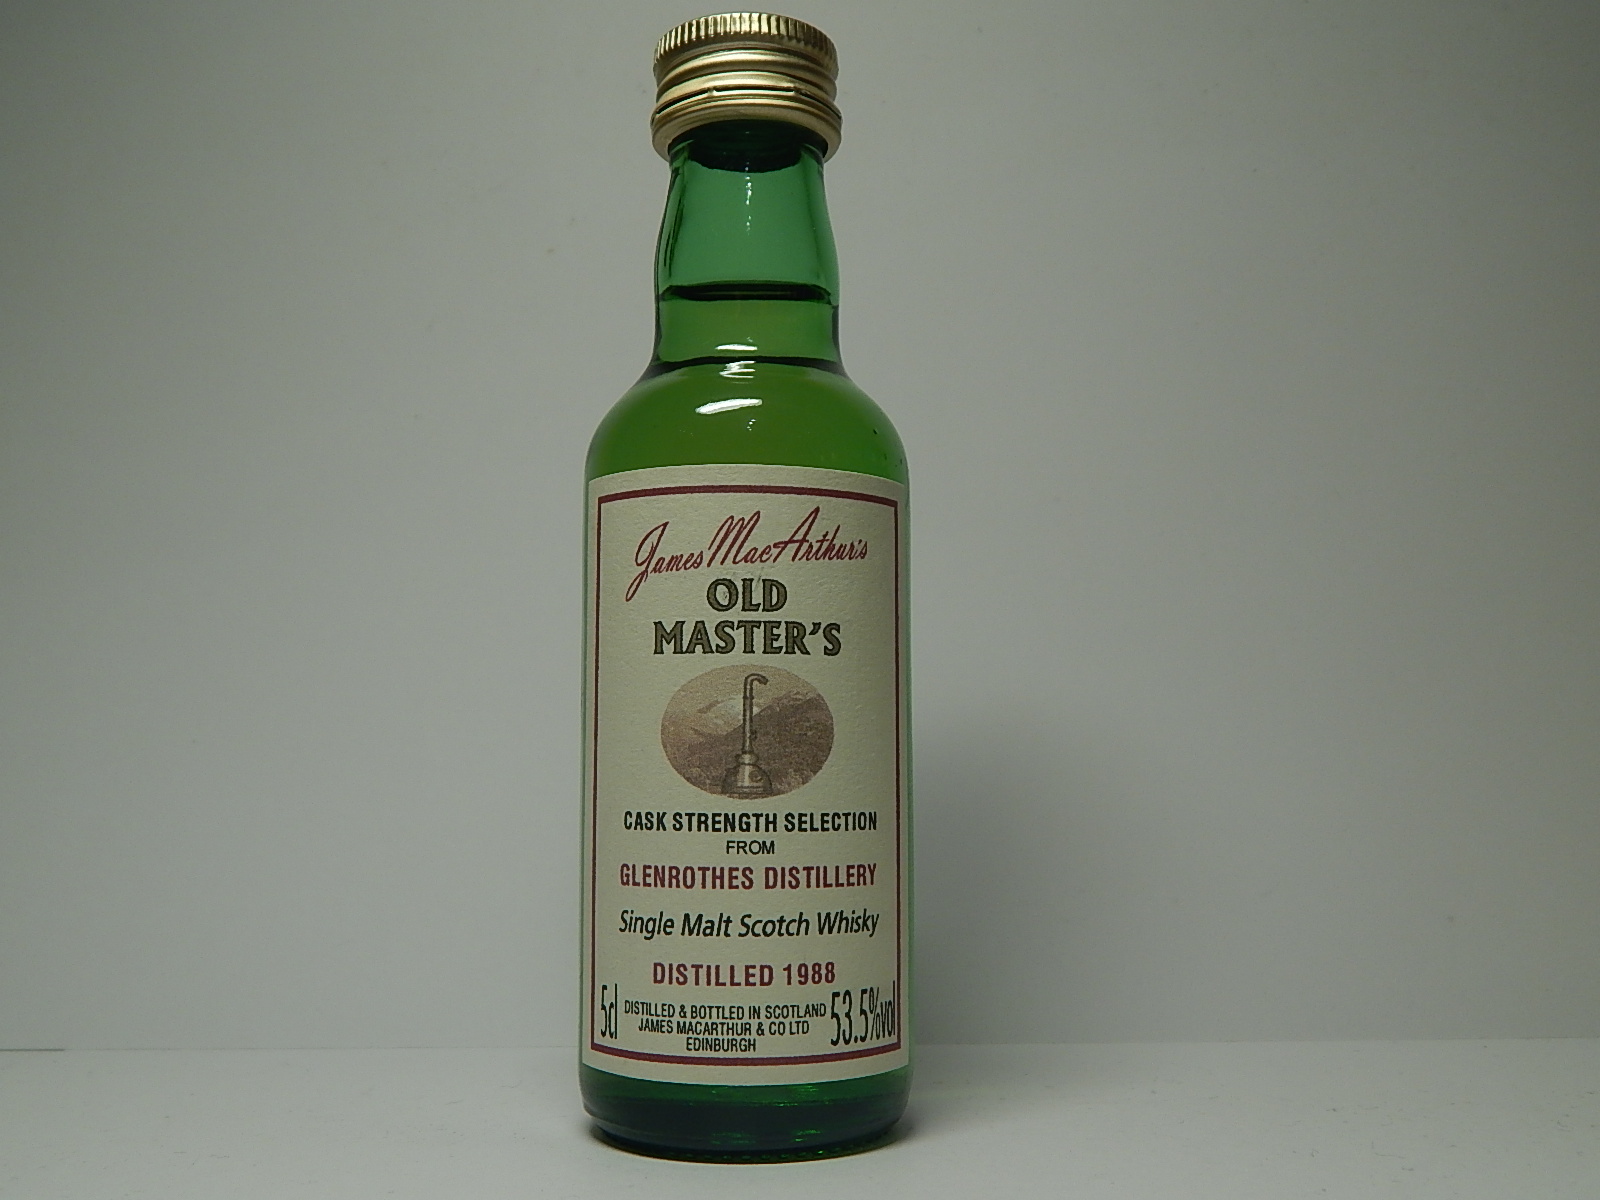 James MacArthur's
OLD
MASTER'S
CASK STRENGTH SELECTION
FROM
GLENROTHES DISTILLERY
Single Malt Scotch Whisky
DISTILLED 1988
5cl DISTILLED & BOTTLED IN SCOTLAND 53.5%vol
JAMES MACARTHUR & CO LTD
EDINBURGH